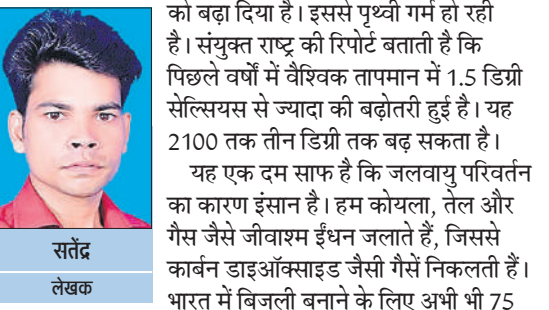 को बढ़ा दिया है। इससे पृथ्वी गर्म हो रही
है। संयुक्त राष्ट्र की रिपोर्ट बताती है कि
पिछले वर्षों में वैश्विक तापमान में 1.5 डिग्री
सेल्सियस से ज्यादा की बढ़ोतरी हुई है। यह
2100 तक तीन डिग्री तक बढ़ सकता है।
यह एक दम साफ है कि जलवायु परिवर्तन
का कारण इंसान है। हम कोयला, तेल और
गैस जैसे जीवाश्म ईंधन जलाते हैं, जिससे
कार्बन डाइऑक्साइड जैसी गैसें निकलती हैं।
भारत में बिजली बनाने के लिए अभी भी 75
सतेंद्र
लेखक